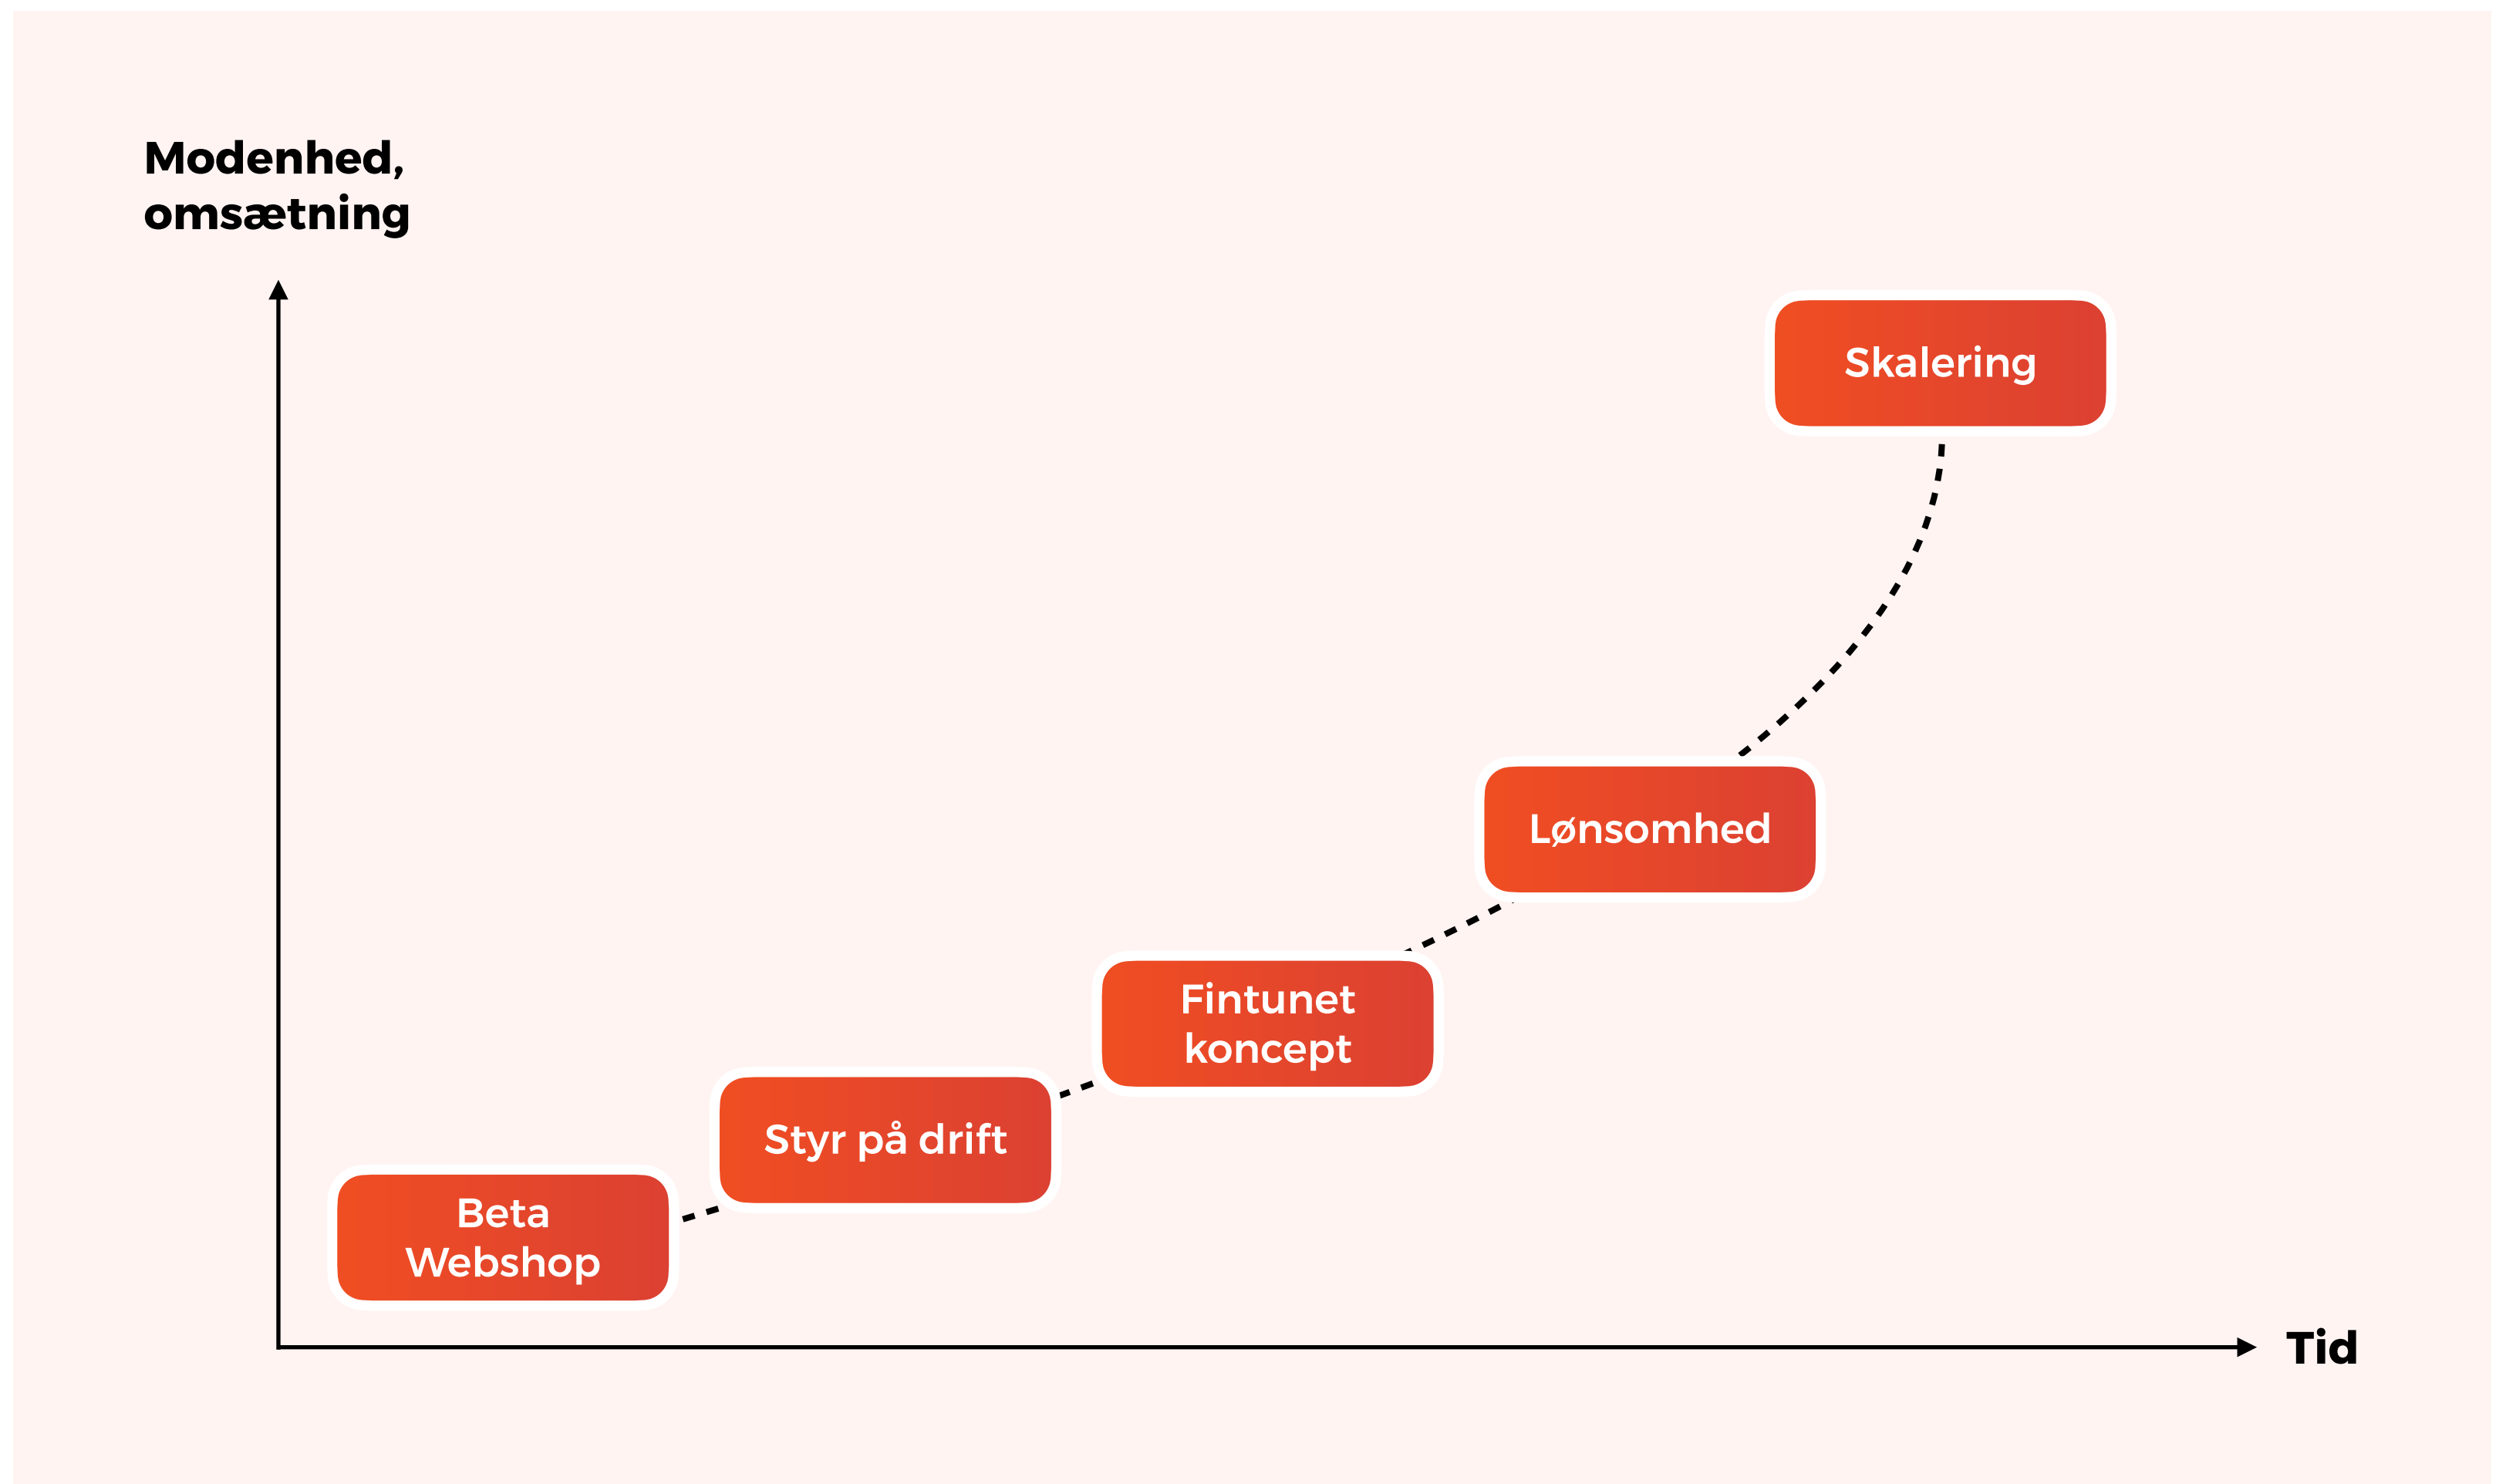 Modenhed,
omsætning
Skalering
Lønsomhed
Fintunet
koncept
Styr på drift
Beta
Webshop
Tid